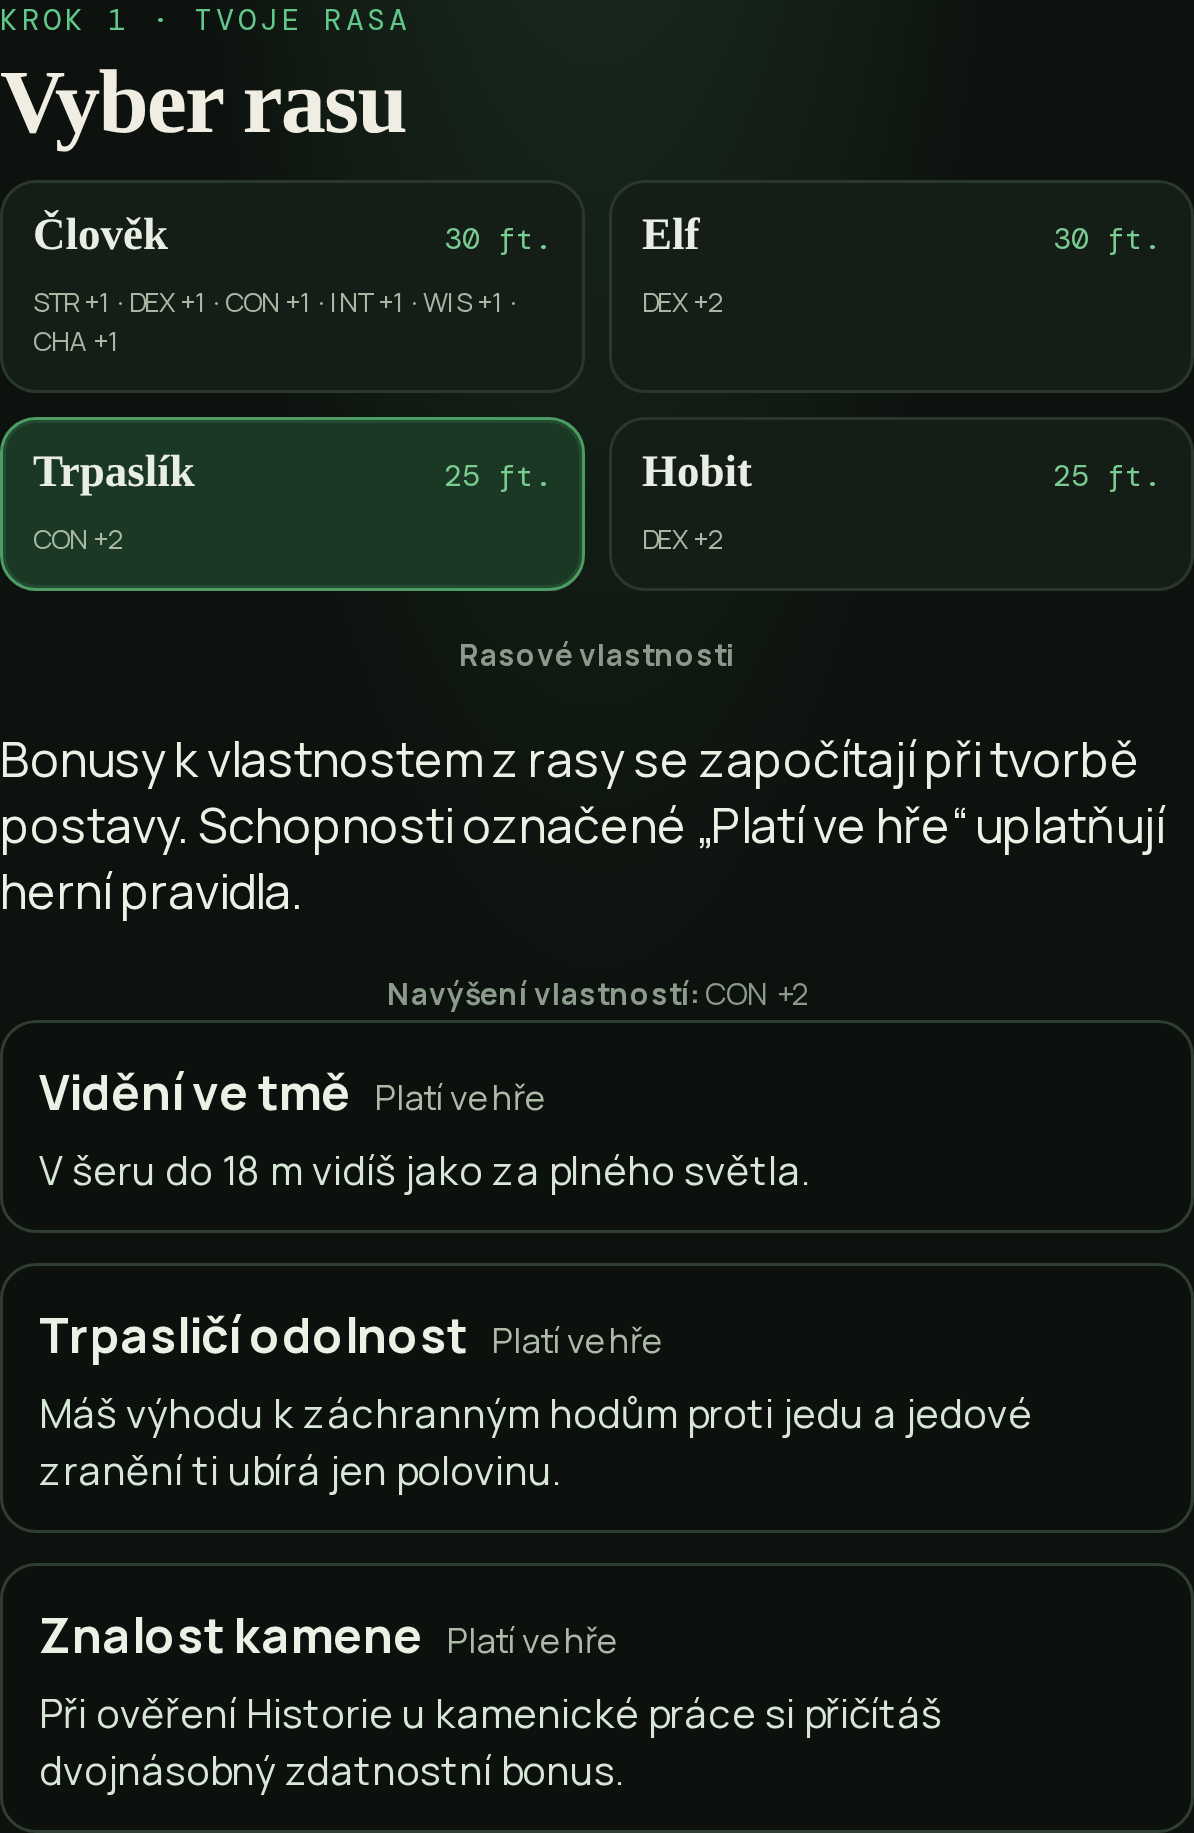 KROK 1 · TVOJE RASA
Vyber rasu
Člověk 30 ft.
STR +1 · DEX +1 · CON +1 · INT +1 · WIS +1 ·
CHA +1
Elf 30 ft.
DEX +2
Trpaslík 25 ft.
CON +2
Hobit 25 ft.
DEX +2
Rasové vlastnosti
Bonusy k vlastnostem z rasy se započítají při tvorbě
postavy. Schopnosti označené „Platí ve hře“ uplatňují
herní pravidla.
Navýšení vlastností: CON +2
Vidění ve tmě Platí ve hře
V šeru do 18 m vidíš jako za plného světla.
Trpasličí odolnost Platí ve hře
Máš výhodu k záchranným hodům proti jedu a jedové
zranění ti ubírá jen polovinu.
Znalost kamene Platí ve hře
Při ověření Historie u kamenické práce si přičítáš
dvojnásobný zdatnostní bonus.